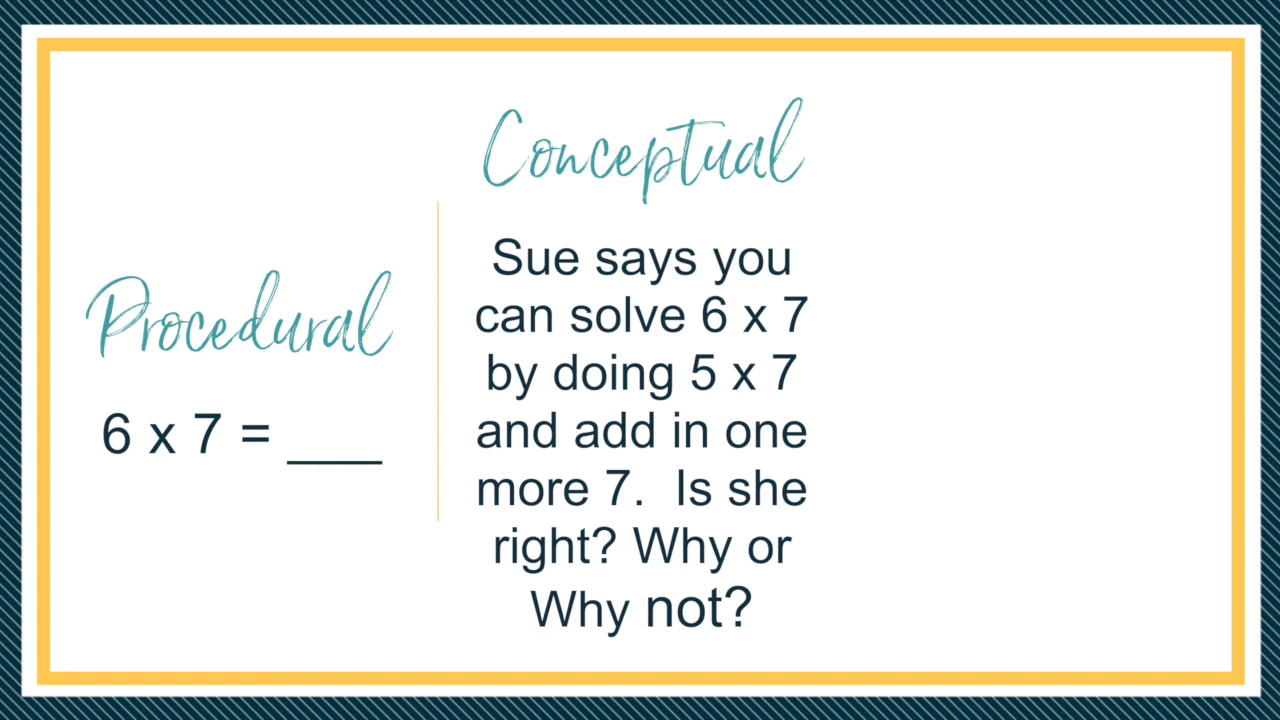 Procedural
6 x 7 = ___
Conceptual
Sue says you
can solve 6 x 7
by doing 5 x 7
and add in one
more 7.  Is she
right? Why or
Why not?